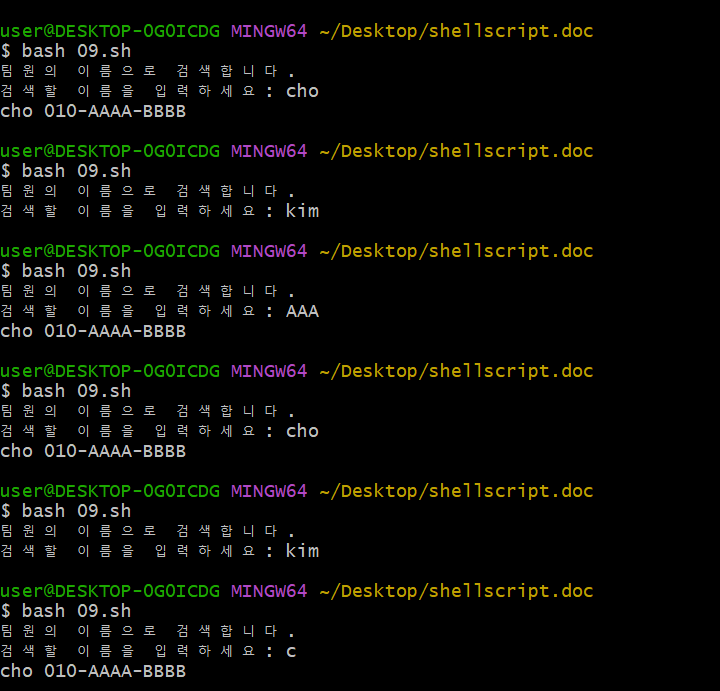 user@DESKTOP-0G0ICDG MINGW64 ~/Desktop/shellscript.doc
$ bash 09.sh
팀원의 이름으로 검색합니다.
검색할 이름을 입력하세요: cho
cho 010-AAAA-BBBB
user@DESKTOP-0G0ICDG MINGW64 ~/Desktop/shellscript.doc
$ bash 09.sh
팀원의 이름으로 검색합니다.
검색할 이름을 입력하세요: kim
user@DESKTOP-0G0ICDG MINGW64 ~/Desktop/shellscript.doc
$ bash 09.sh
팀원의 이름으로 검색합니다.
검색할 이름을 입력하세요: AAA
cho 010-AAAA-BBBB
user@DESKTOP-0G0ICDG MINGW64 ~/Desktop/shellscript.doc
$ bash 09.sh
팀원의 이름으로 검색합니다.
검색할 이름을 입력하세요: cho
cho 010-AAAA-BBBB
user@DESKTOP-0G0ICDG MINGW64 ~/Desktop/shellscript.doc
$ bash 09.sh
팀원의 이름으로 검색합니다.
검색할 이름을 입력하세요: kim
user@DESKTOP-0G0ICDG MINGW64 ~/Desktop/shellscript.doc
$ bash 09.sh
팀원의 이름으로 검색합니다.
검색할 이름을 입력하세요: c
cho 010-AAAA-BBBB